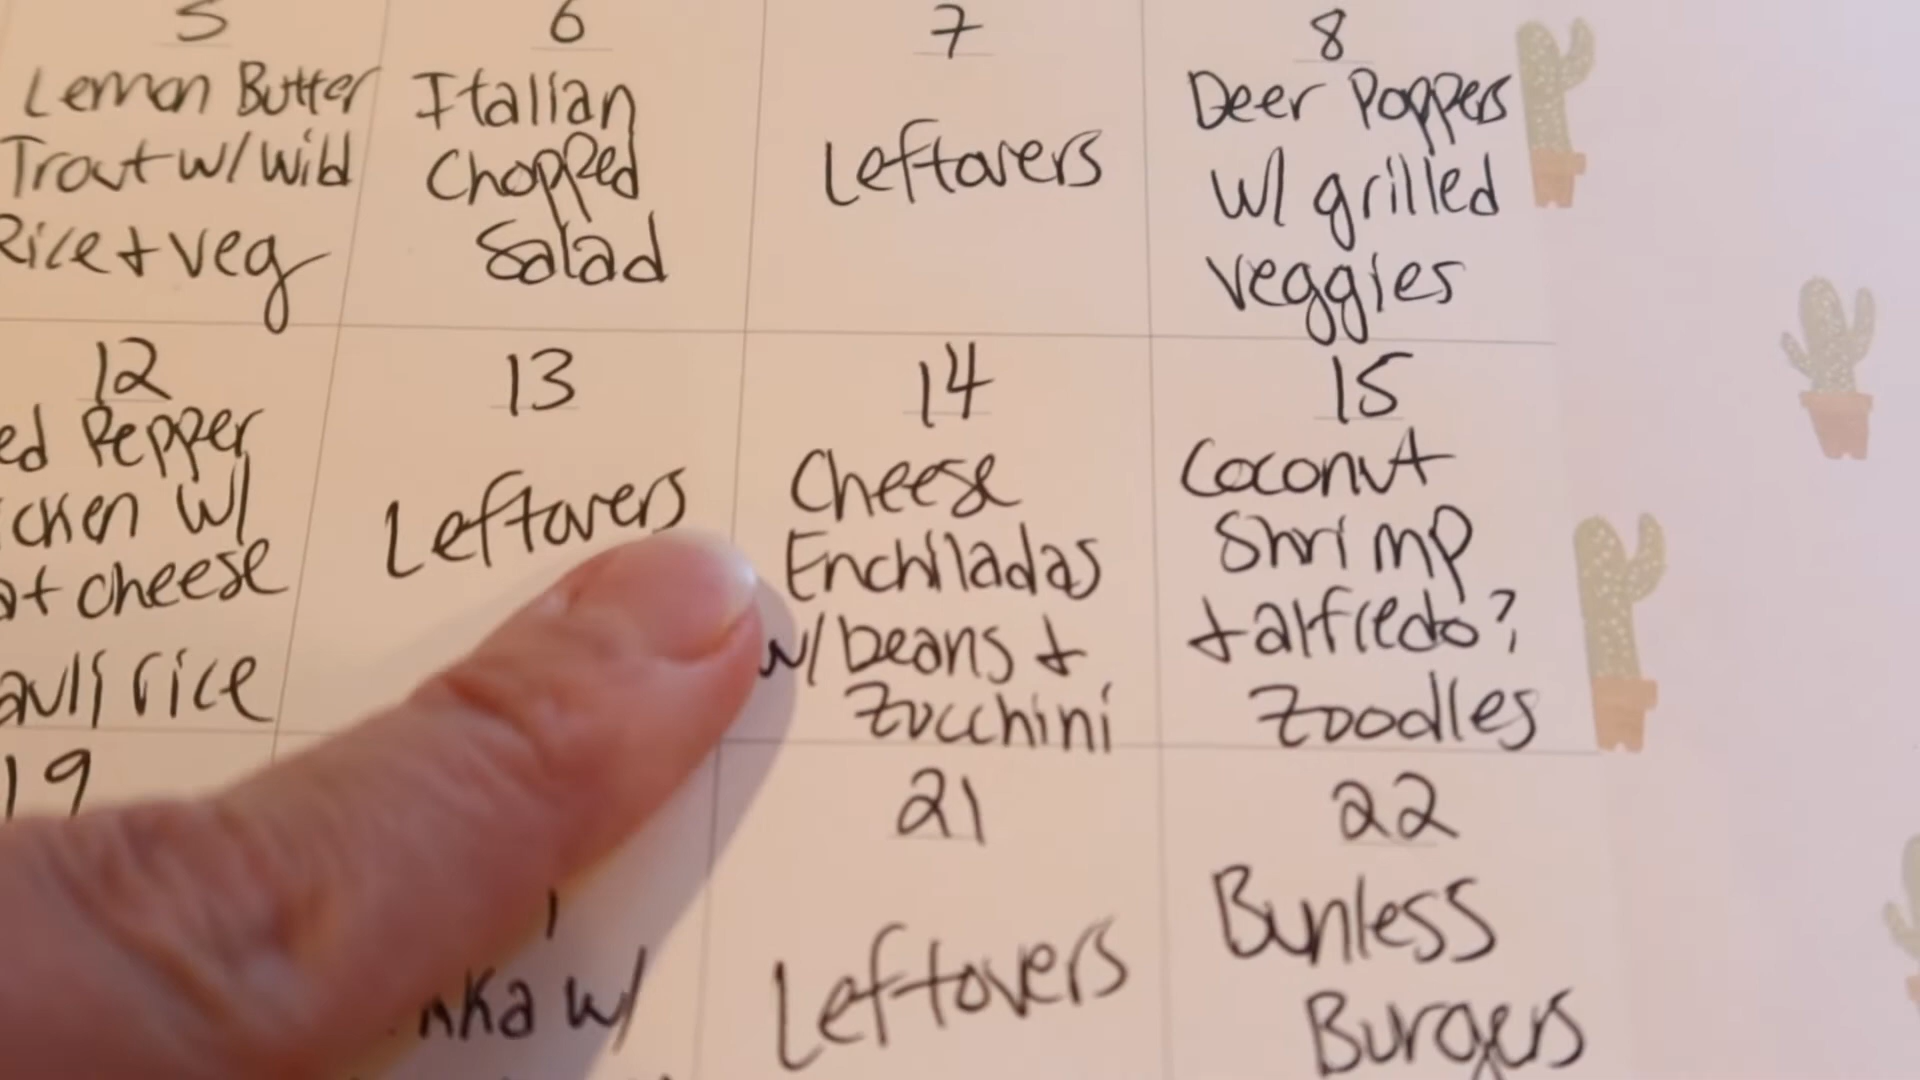 5
Lemon Butter
Trout w/ Wild
Rice + veg
6
Italian
Chopped
Salad
7
Leftovers
8
Deer Poppers
w/ grilled
veggies
12
ed Pepper
cken w/
at cheese
auli rice
13
Leftovers
14
Cheese
Enchiladas
w/ beans +
Zucchini
15
Coconut
Shrimp
+ alfredo?
Zoodles
19
nka w/
21
Leftovers
22
Bunless
Burgers